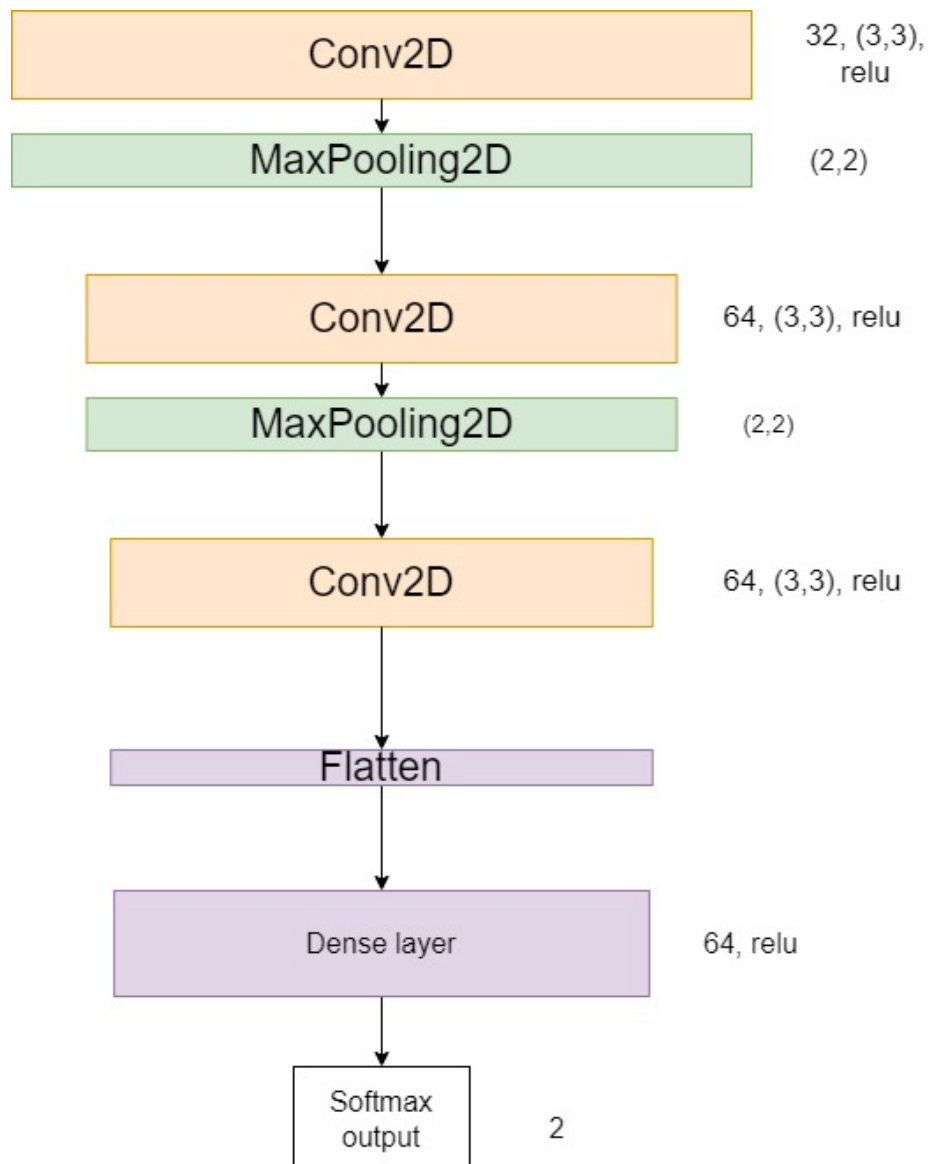 Conv2D
32, (3,3),
relu
MaxPooling2D
(2,2)
Conv2D
64, (3,3), relu
MaxPooling2D
(2,2)
Conv2D
64, (3,3), relu
Flatten
Dense layer
64, relu
Softmax
output
2